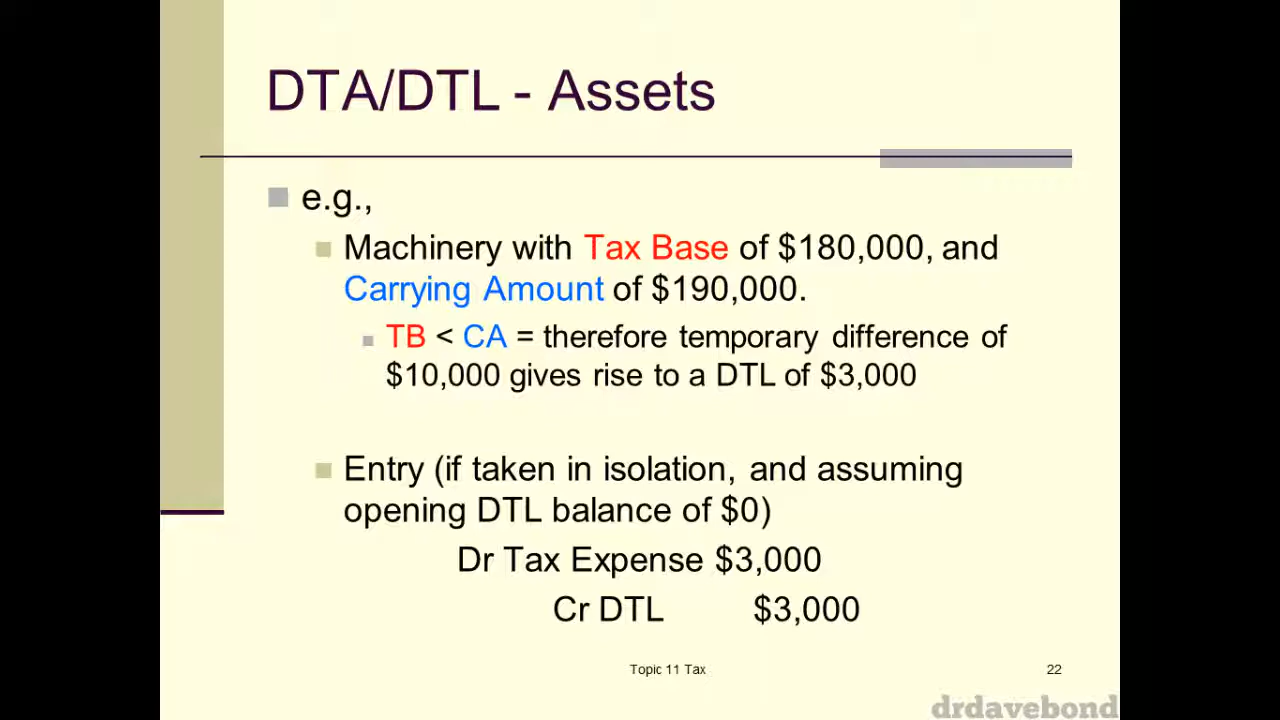 DTA/DTL - Assets
e.g.,
Machinery with Tax Base of $180,000, and
Carrying Amount of $190,000.
TB < CA = therefore temporary difference of
$10,000 gives rise to a DTL of $3,000
Entry (if taken in isolation, and assuming
opening DTL balance of $0)
Dr Tax Expense $3,000
Cr DTL $3,000
Topic 11 Tax 22
drdavebond